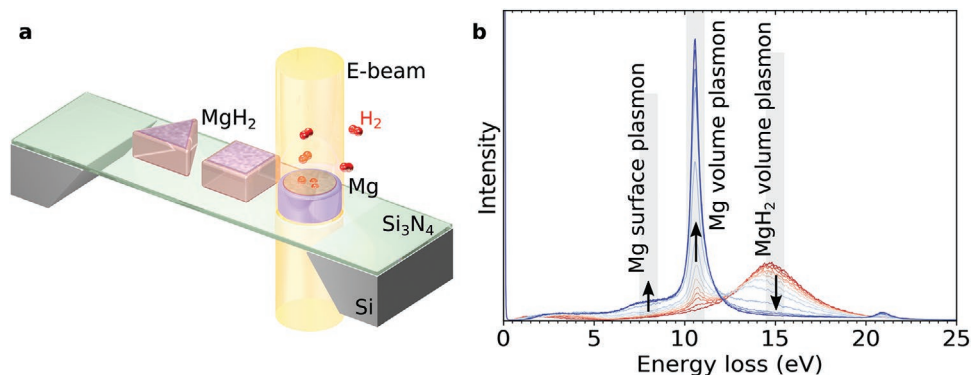 a
E-beam
MgH₂
H₂
Mg
Si₃N₄
Si
b
Intensity
Mg surface plasmon
Mg volume plasmon
MgH₂ volume plasmon
0 5 10 15 20 25
Energy loss (eV)